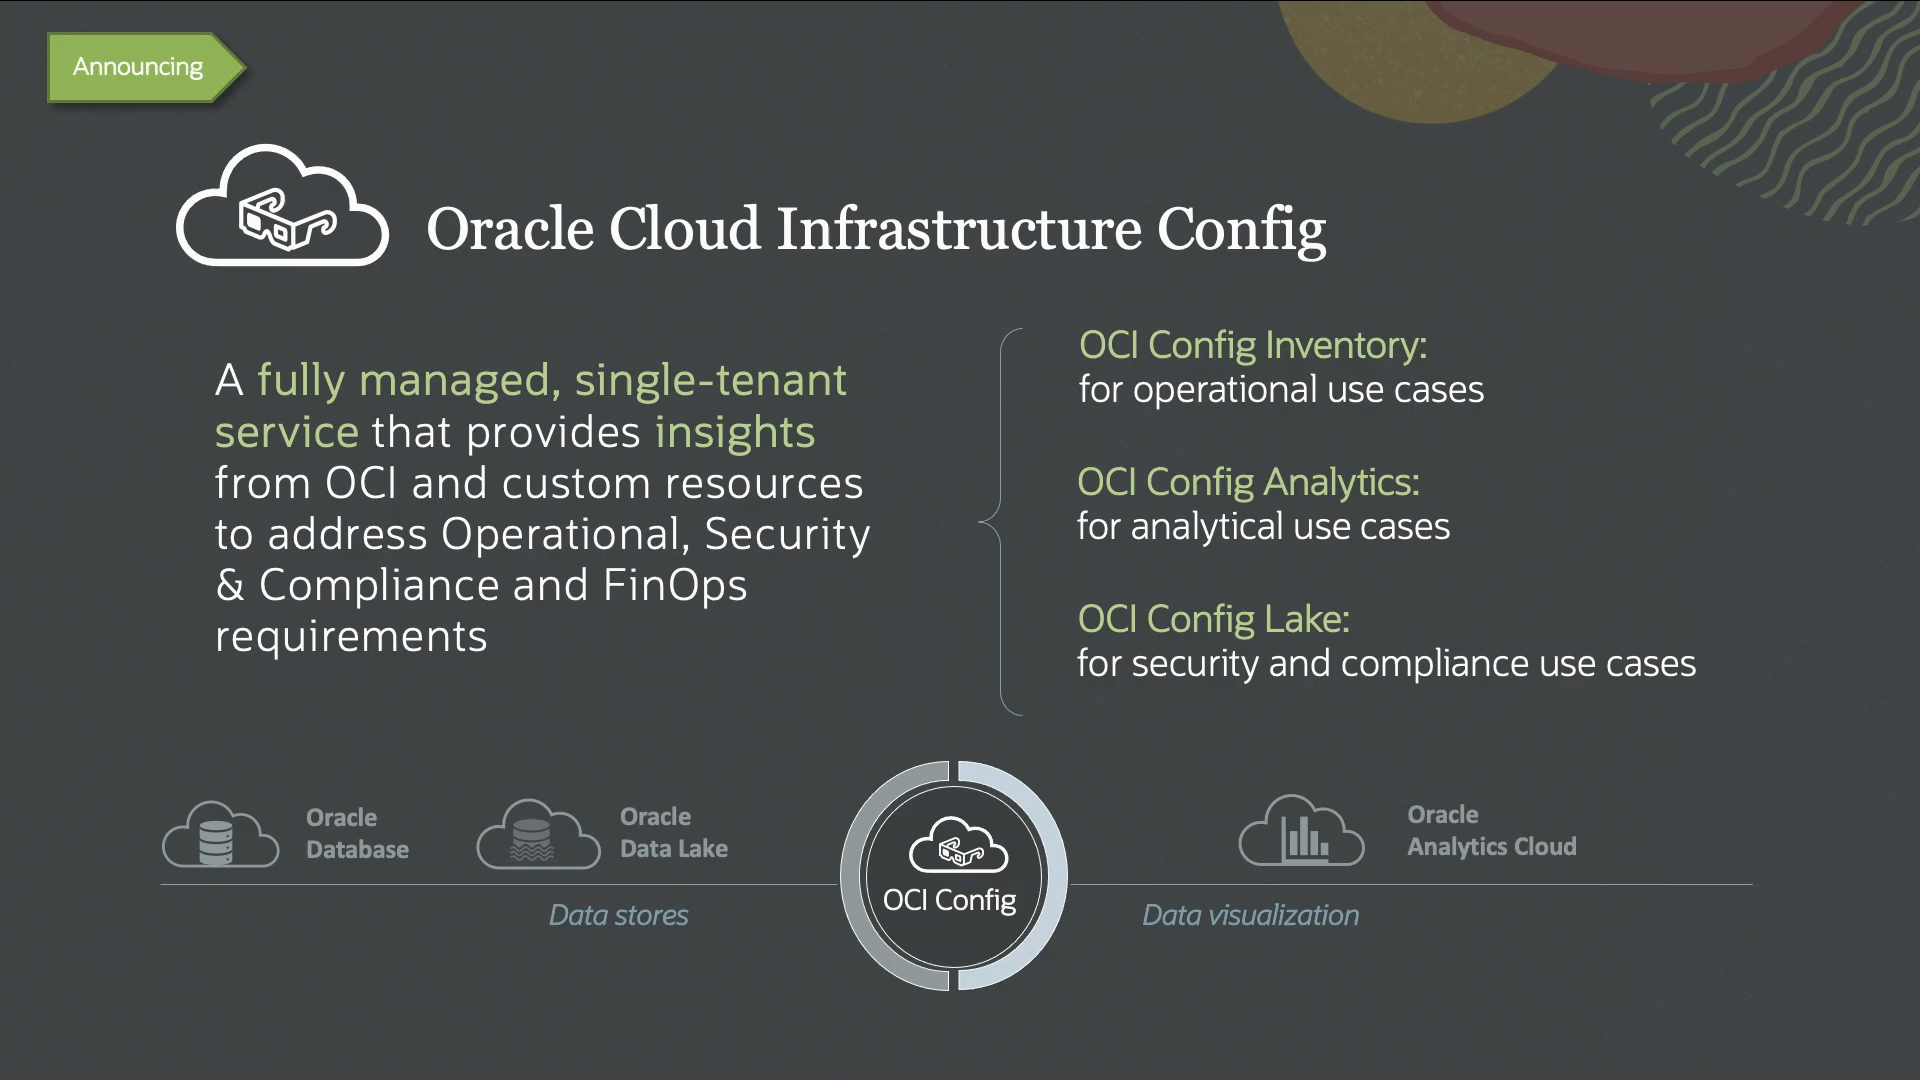 Announcing
Oracle Cloud Infrastructure Config
A fully managed, single-tenant
service that provides insights
from OCI and custom resources
to address Operational, Security
& Compliance and FinOps
requirements
OCI Config Inventory:
for operational use cases
OCI Config Analytics:
for analytical use cases
OCI Config Lake:
for security and compliance use cases
Oracle
Database
Oracle
Data Lake
OCI Config
Oracle
Analytics Cloud
Data stores
Data visualization